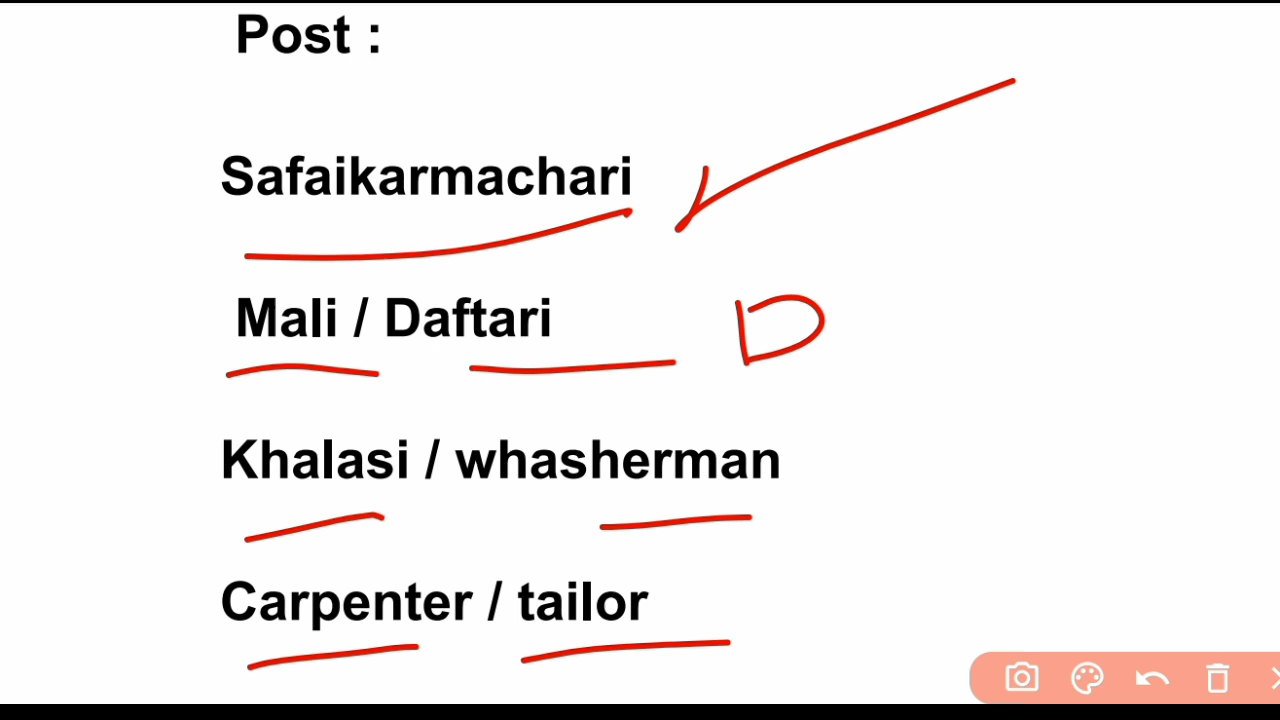 Post :
Safaikarmachari
Mali / Daftari D
Khalasi / whasherman
Carpenter / tailor